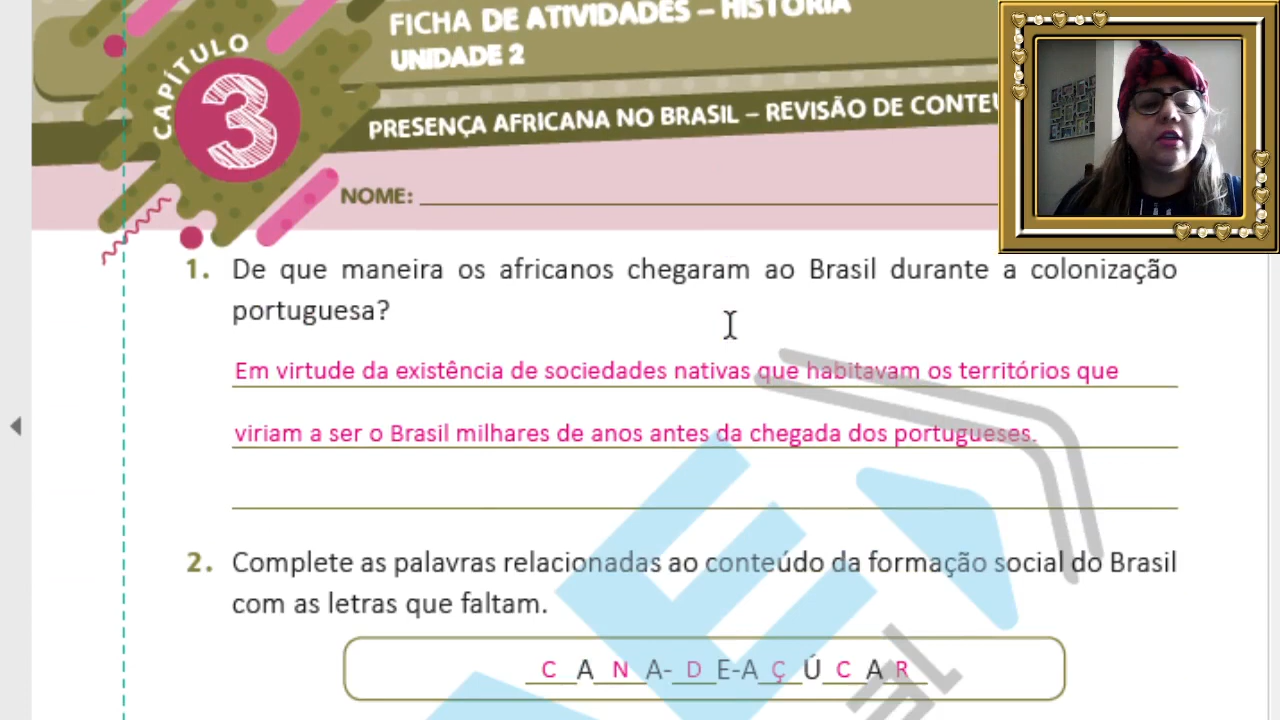 FICHA DE ATIVIDADES – HISTÓRIA
UNIDADE 2
CAPÍTULO
3
PRESENÇA AFRICANA NO BRASIL – REVISÃO DE
NOME:
1. De que maneira os africanos chegaram ao Brasil durante a colonização
portuguesa?
Em virtude da existência de sociedades nativas que habitavam os territórios que
viriam a ser o Brasil milhares de anos antes da chegada dos portugueses.
2. Complete as palavras relacionadas ao conteúdo da formação social do Brasil
com as letras que faltam.
CANA-DE-AÇÚCAR